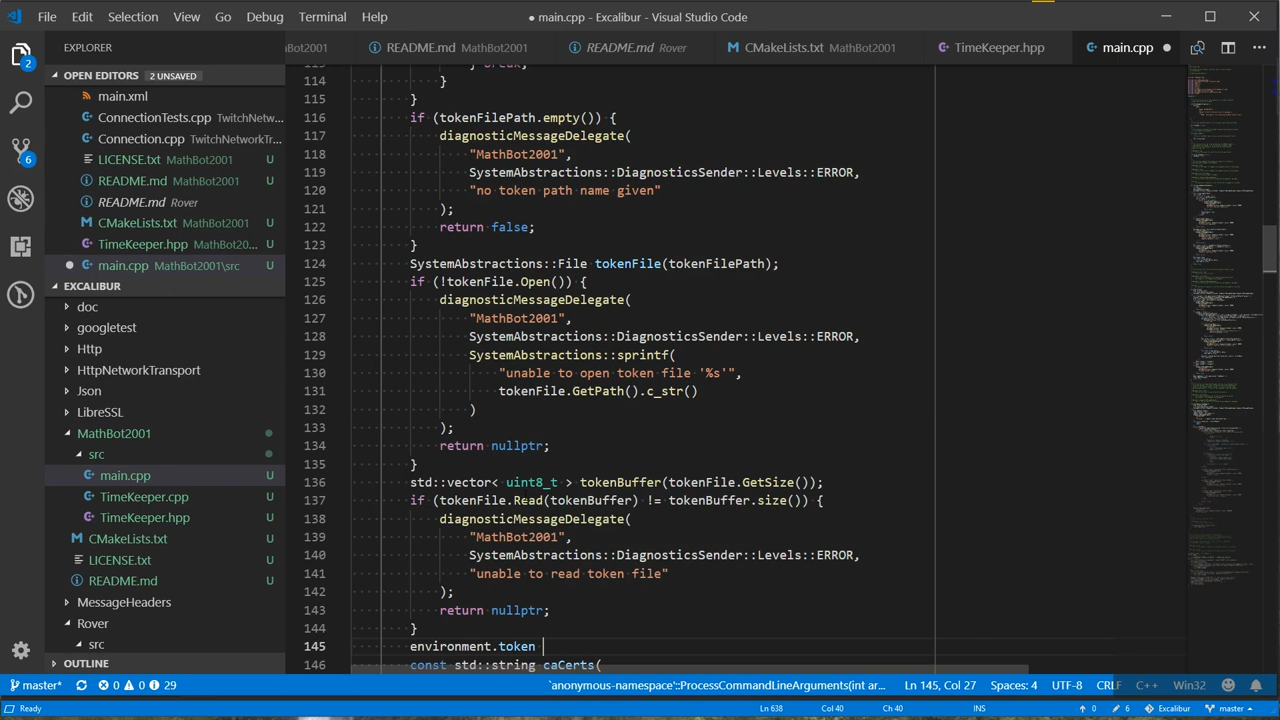 File Edit Selection View Go Debug Terminal Help
● main.cpp - Excalibur - Visual Studio Code
EXPLORER
thBot2001
README.md MathBot2001
README.md Rover
CMakeLists.txt MathBot2001
TimeKeeper.hpp
main.cpp
OPEN EDITORS 2 UNSAVED
main.xml
ConnectionTests.cpp TwitchNetw...
Connection.cpp TwitchNetworkTr...
LICENSE.txt MathBot2001 U
README.md MathBot2001 U
README.md Rover
CMakeLists.txt MathBot2001 U
TimeKeeper.hpp MathBot20... U
main.cpp MathBot2001\src U
EXCALIBUR
googletest
Http
HttpNetworkTransport
Json
LibreSSL
MathBot2001
src
main.cpp U
TimeKeeper.cpp U
TimeKeeper.hpp U
CMakeLists.txt U
LICENSE.txt U
README.md U
MessageHeaders
Rover
src
OUTLINE
113 } break;
114 }
115 }
116 if (tokenFilePath.empty()) {
117 diagnosticMessageDelegate(
118 "MathBot2001",
119 SystemAbstractions::DiagnosticsSender::Levels::ERROR,
120 "no token path name given"
121 );
122 return false;
123 }
124 SystemAbstractions::File tokenFile(tokenFilePath);
125 if (tokenFile.Open()) {
126 diagnosticMessageDelegate(
127 "MathBot2001",
128 SystemAbstractions::DiagnosticsSender::Levels::ERROR,
129 SystemAbstractions::sprintf(
130 "unable to open token file '%s'",
131 tokenFile.GetPath().c_str()
132 )
133 );
134 return nullptr;
135 }
136 std::vector< uint8_t > tokenBuffer(tokenFile.GetSize());
137 if (tokenFile.Read(tokenBuffer) != tokenBuffer.size()) {
138 diagnosticMessageDelegate(
139 "MathBot2001",
140 SystemAbstractions::DiagnosticsSender::Levels::ERROR,
141 "unable to read token file"
142 );
143 return nullptr;
144 }
145 environment.token
146 const std::string caCerts(
master* 0 0 29 `anonymous-namespace'::ProcessCommandLineArguments(int ar... Ln 145, Col 27 Spaces: 4 UTF-8 CRLF C++ Win32
Ready Ln 638 Col 40 Ch 40 INS 0 6 Excalibur master